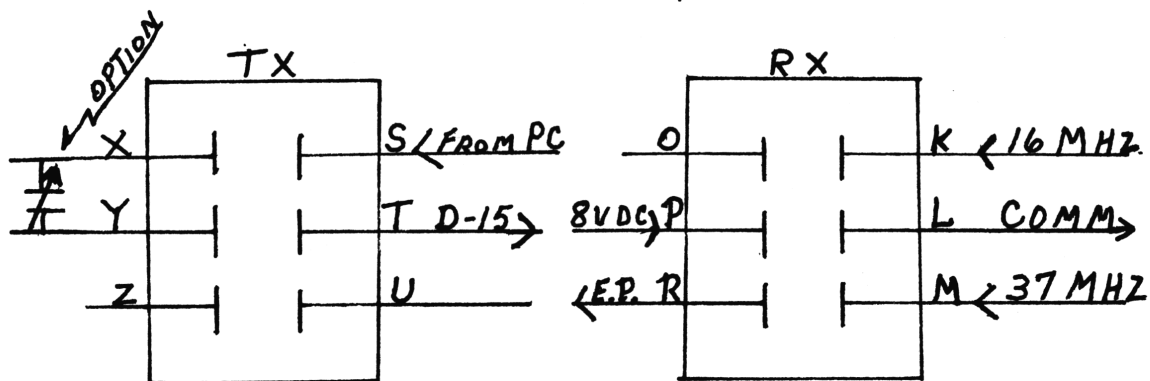 OPTION
TX
RX
X S FROM PC O K 16 MHZ
Y T D-15 8VDC P L COMM
Z U E.P. R M 37 MHZ